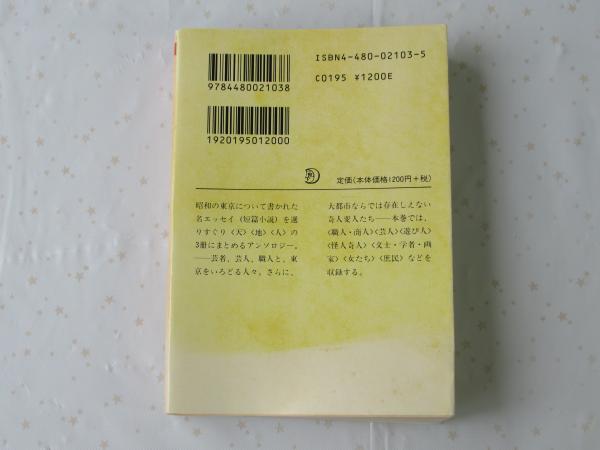 ISBN4-480-02103-5
9784480021038
C0195 ¥1200E
1920195012000
定価(本体価格1200円+税)
昭和の東京について書かれた
名エッセイ(短篇小説)を選
りすぐり〈天〉〈地〉〈人〉の
3冊にまとめるアンソロジー。
──芸者、芸人、職人と、東
京をいろどる人々。さらに、
大都市ならでは存在しえない
奇人変人たち──本巻では、
〈職人・商人〉〈芸人〉〈遊び人〉
〈怪人奇人〉〈文士・学者・画
家〉〈女たち〉〈庶民〉などを
収録する。